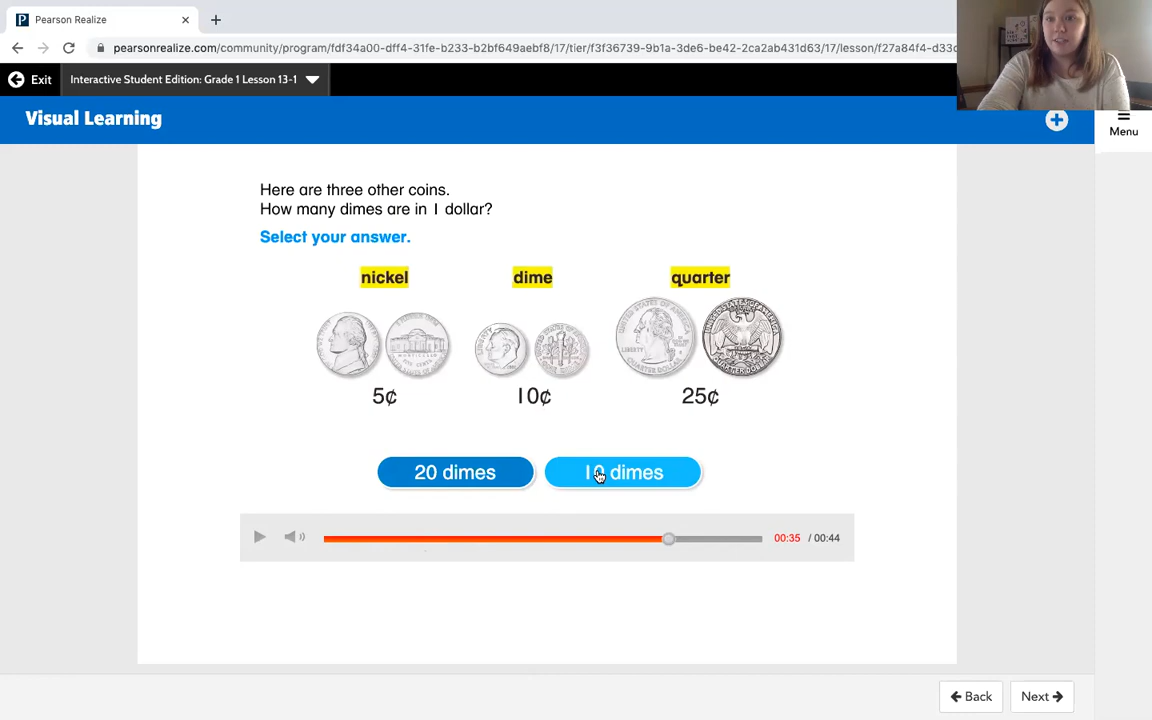 Pearson Realize
pearsonrealize.com/community/program/fdf34a00-dff4-31fe-b233-b2bf649aebf8/17/tier/f3f36739-9b1a-3de6-be42-2ca2ab431d63/17/lesson/f27a84f4-d33c
Exit
Interactive Student Edition: Grade 1 Lesson 13-1
Menu
Visual Learning
Here are three other coins.
How many dimes are in 1 dollar?
Select your answer.
nickel dime quarter
5¢ 10¢ 25¢
20 dimes 10 dimes
00:35 / 00:44
Back Next